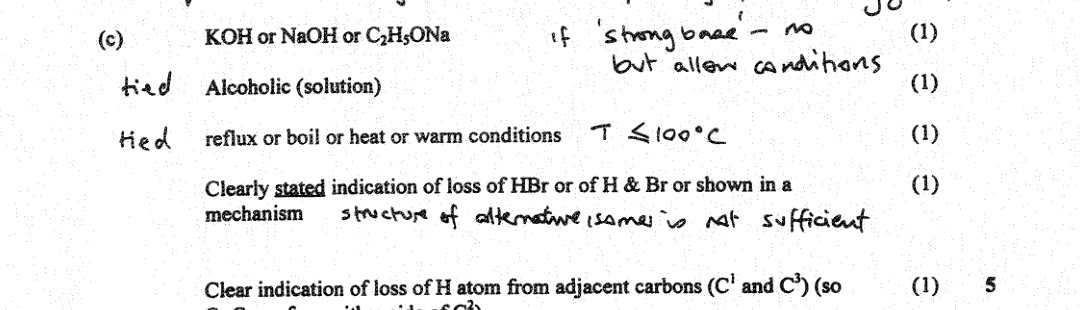 (c) KOH or NaOH or C₂H₅ONa if 'strong base' - no (1)
but allow conditions
tied Alcoholic (solution) (1)
tied reflux or boil or heat or warm conditions T ≤ 100°C (1)
Clearly stated indication of loss of HBr or of H & Br or shown in a (1)
mechanism structure of alternative isomer is not sufficient
Clear indication of loss of H atom from adjacent carbons (C¹ and C³) (so (1) 5